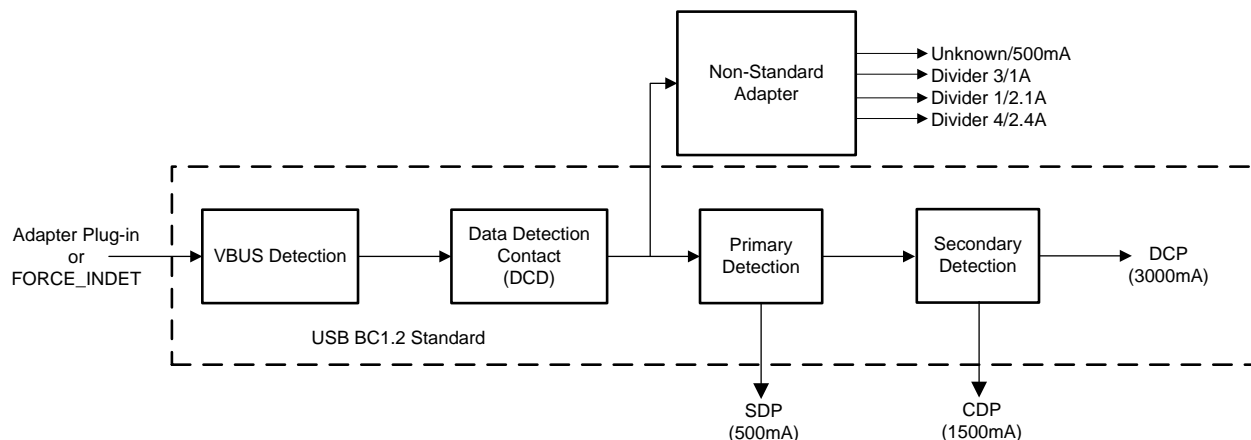 Non-Standard
Adapter
Unknown/500mA
Divider 3/1A
Divider 1/2.1A
Divider 4/2.4A
Adapter Plug-in
or
FORCE_INDET
VBUS Detection
Data Detection
Contact
(DCD)
Primary
Detection
Secondary
Detection
DCP
(3000mA)
USB BC1.2 Standard
SDP
(500mA)
CDP
(1500mA)